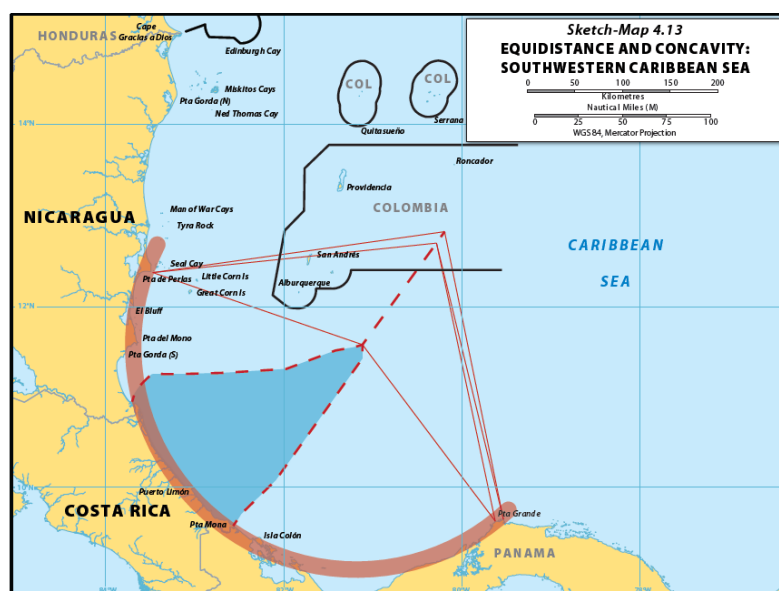 Sketch-Map 4.13
EQUIDISTANCE AND CONCAVITY:
SOUTHWESTERN CARIBBEAN SEA
0 50 100 150 200
Kilometres
Nautical Miles (M)
0 25 50 75 100
WGS 84, Mercator Projection
HONDURAS
Cape
Gracias a Dios
Edinburgh Cay
Miskitos Cays
Pta Gorda (N)
Ned Thomas Cay
COL
COL
Quitasueño
Serrana
14°N
Roncador
Providencia
COLOMBIA
NICARAGUA
Man of War Cays
Tyra Rock
CARIBBEAN
SEA
San Andrés
Seal Cay
Pta de Perlas
Little Corn Is
Great Corn Is
Alburquerque
12°N
El Bluff
Pta del Mono
Pta Gorda (S)
10°N
Puerto Limón
COSTA RICA
Pta Mona
Isla Colón
Pta Grande
PANAMA